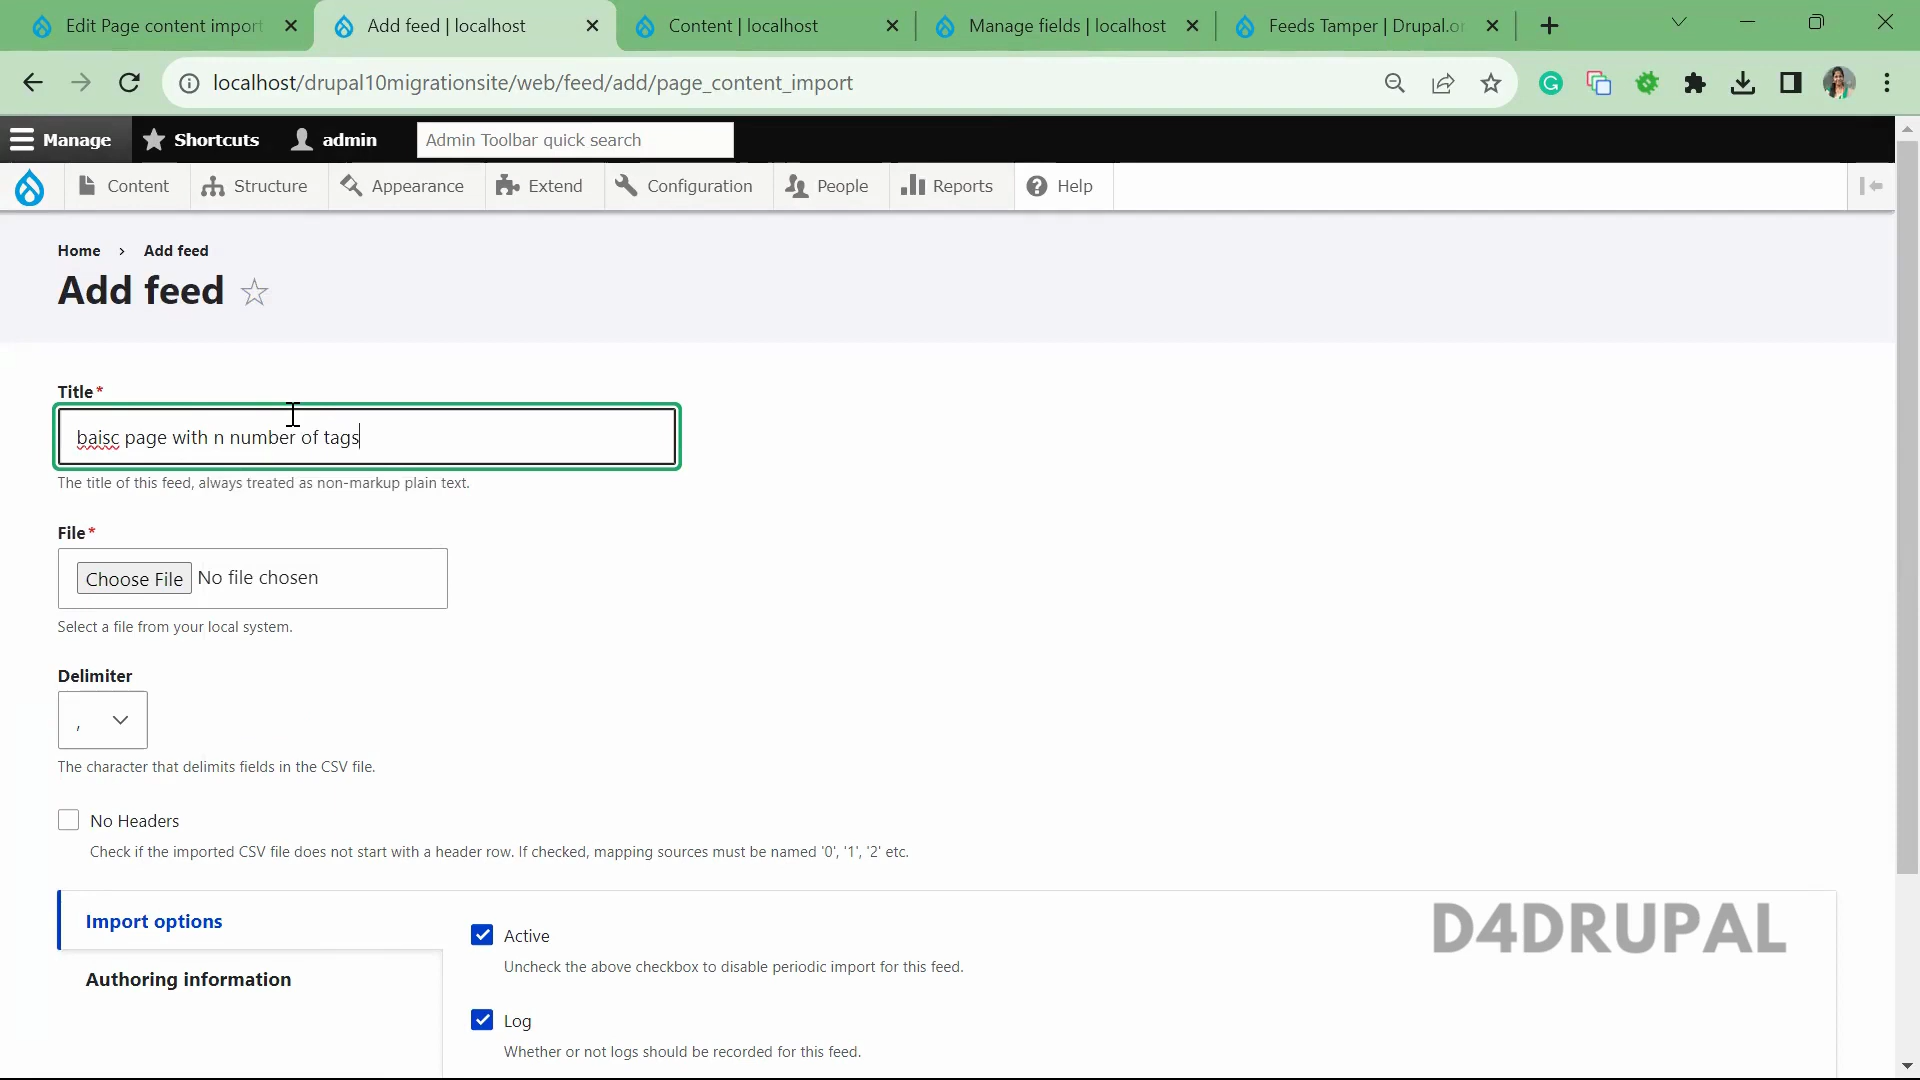 Edit Page content import
Add feed | localhost
Content | localhost
Manage fields | localhost
Feeds Tamper | Drupal.or
localhost/drupal10migrationsite/web/feed/add/page_content_import
Manage
Shortcuts
admin
Admin Toolbar quick search
Content
Structure
Appearance
Extend
Configuration
People
Reports
Help
Home › Add feed
Add feed
Title*
baisc page with n number of tags
The title of this feed, always treated as non-markup plain text.
File*
Choose File No file chosen
Select a file from your local system.
Delimiter
,
The character that delimits fields in the CSV file.
No Headers
Check if the imported CSV file does not start with a header row. If checked, mapping sources must be named '0', '1', '2' etc.
Import options
Authoring information
Active
Uncheck the above checkbox to disable periodic import for this feed.
Log
Whether or not logs should be recorded for this feed.
D4DRUPAL